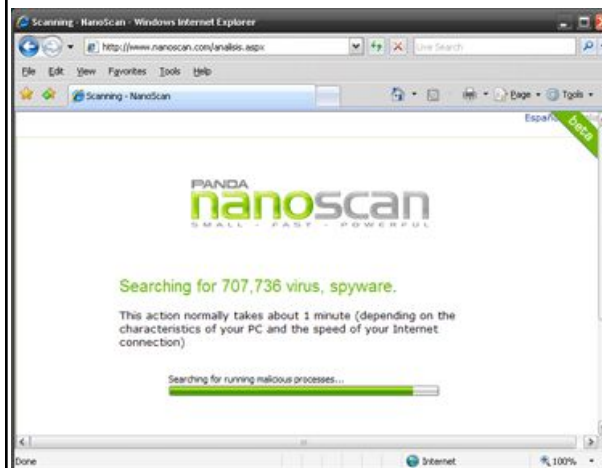 Scanning - NanoScan - Windows Internet Explorer
http://www.nanoscan.com/analisis.aspx
Live Search
File Edit View Favorites Tools Help
Scanning - NanoScan
Page
Tools
Españ
beta
PANDA
nanoscan
SMALL - FAST - POWERFUL
Searching for 707,736 virus, spyware.
This action normally takes about 1 minute (depending on the
characteristics of your PC and the speed of your Internet
connection)
Searching for running malicious processes...
Done
Internet
100%